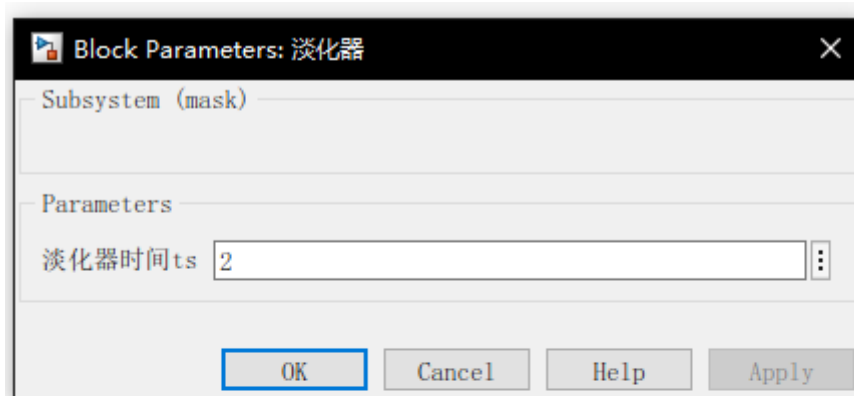 Block Parameters: 淡化器
Subsystem (mask)
Parameters
淡化器时间ts 2
OK Cancel Help Apply